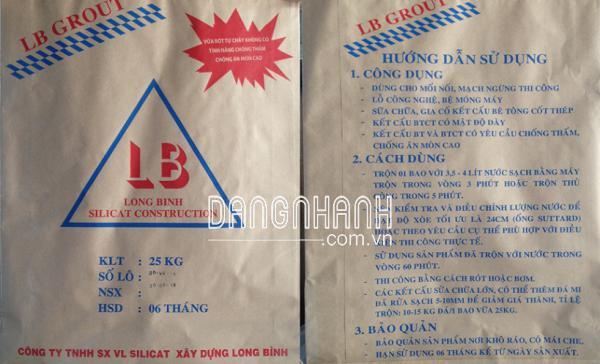 LB GROUT
VỮA RÓT TỰ CHẢY KHÔNG CO
TÍNH NĂNG CHỐNG THẤM
CHỐNG ĂN MÒN CAO
LB
LONG BINH
SILICAT CONSTRUCTION
KLT : 25 KG
SỐ LÔ :
NSX :
HSD : 06 THÁNG
CÔNG TY TNHH SX VL SILICAT XÂY DỰNG LONG BÌNH
LB GROUT
HƯỚNG DẪN SỬ DỤNG
1. CÔNG DỤNG
- DÙNG CHO MỐI NỐI, MẠCH NGỪNG THI CÔNG
- LỖ CÔNG NGHỆ, BỆ MÓNG MÁY
- SỬA CHỮA, GIA CỐ KẾT CẤU BÊ TÔNG CỐT THÉP
- KẾT CẤU BTCT CÓ MẬT ĐỘ DÀY
- KẾT CẤU BT VÀ BTCT CÓ YÊU CẦU CHỐNG THẤM,
CHỐNG ĂN MÒN CAO
2. CÁCH DÙNG
- TRỘN 01 BAO VỚI 3,5 - 4 LÍT NƯỚC SẠCH BẰNG MÁY
TRỘN TRONG VÒNG 3 PHÚT HOẶC TRỘN THỦ
CÔNG TRONG 5 PHÚT.
KIỂM TRA VÀ ĐIỀU CHỈNH LƯỢNG NƯỚC ĐỂ
ĐỘ XÒE TỐI ƯU LÀ 24CM (ỐNG SUTTARD)
HOẶC THEO YÊU CẦU CỤ THỂ PHÙ HỢP VỚI ĐIỀU
THI CÔNG THỰC TẾ.
- SỬ DỤNG SẢN PHẨM ĐÃ TRỘN VỚI NƯỚC TRONG
VÒNG 60 PHÚT.
- THI CÔNG BẰNG CÁCH RÓT HOẶC BƠM.
- CÁC KẾT CẤU SỬA CHỮA LỚN, CÓ THỂ THÊM ĐÁ MI
ĐÃ RỬA SẠCH 5-10MM ĐỂ GIẢM GIÁ THÀNH, TỈ LỆ
TRỘN: 10-15 KG ĐÁ/1 BAO VỮA 25KG.
3. BẢO QUẢN
- BẢO QUẢN SẢN PHẨM NƠI KHÔ RÁO, CÓ MÁI CHE.
- HẠN SỬ DỤNG 06 THÁNG KỂ TỪ NGÀY SẢN XUẤT.
DANGNHANH
.com.vn